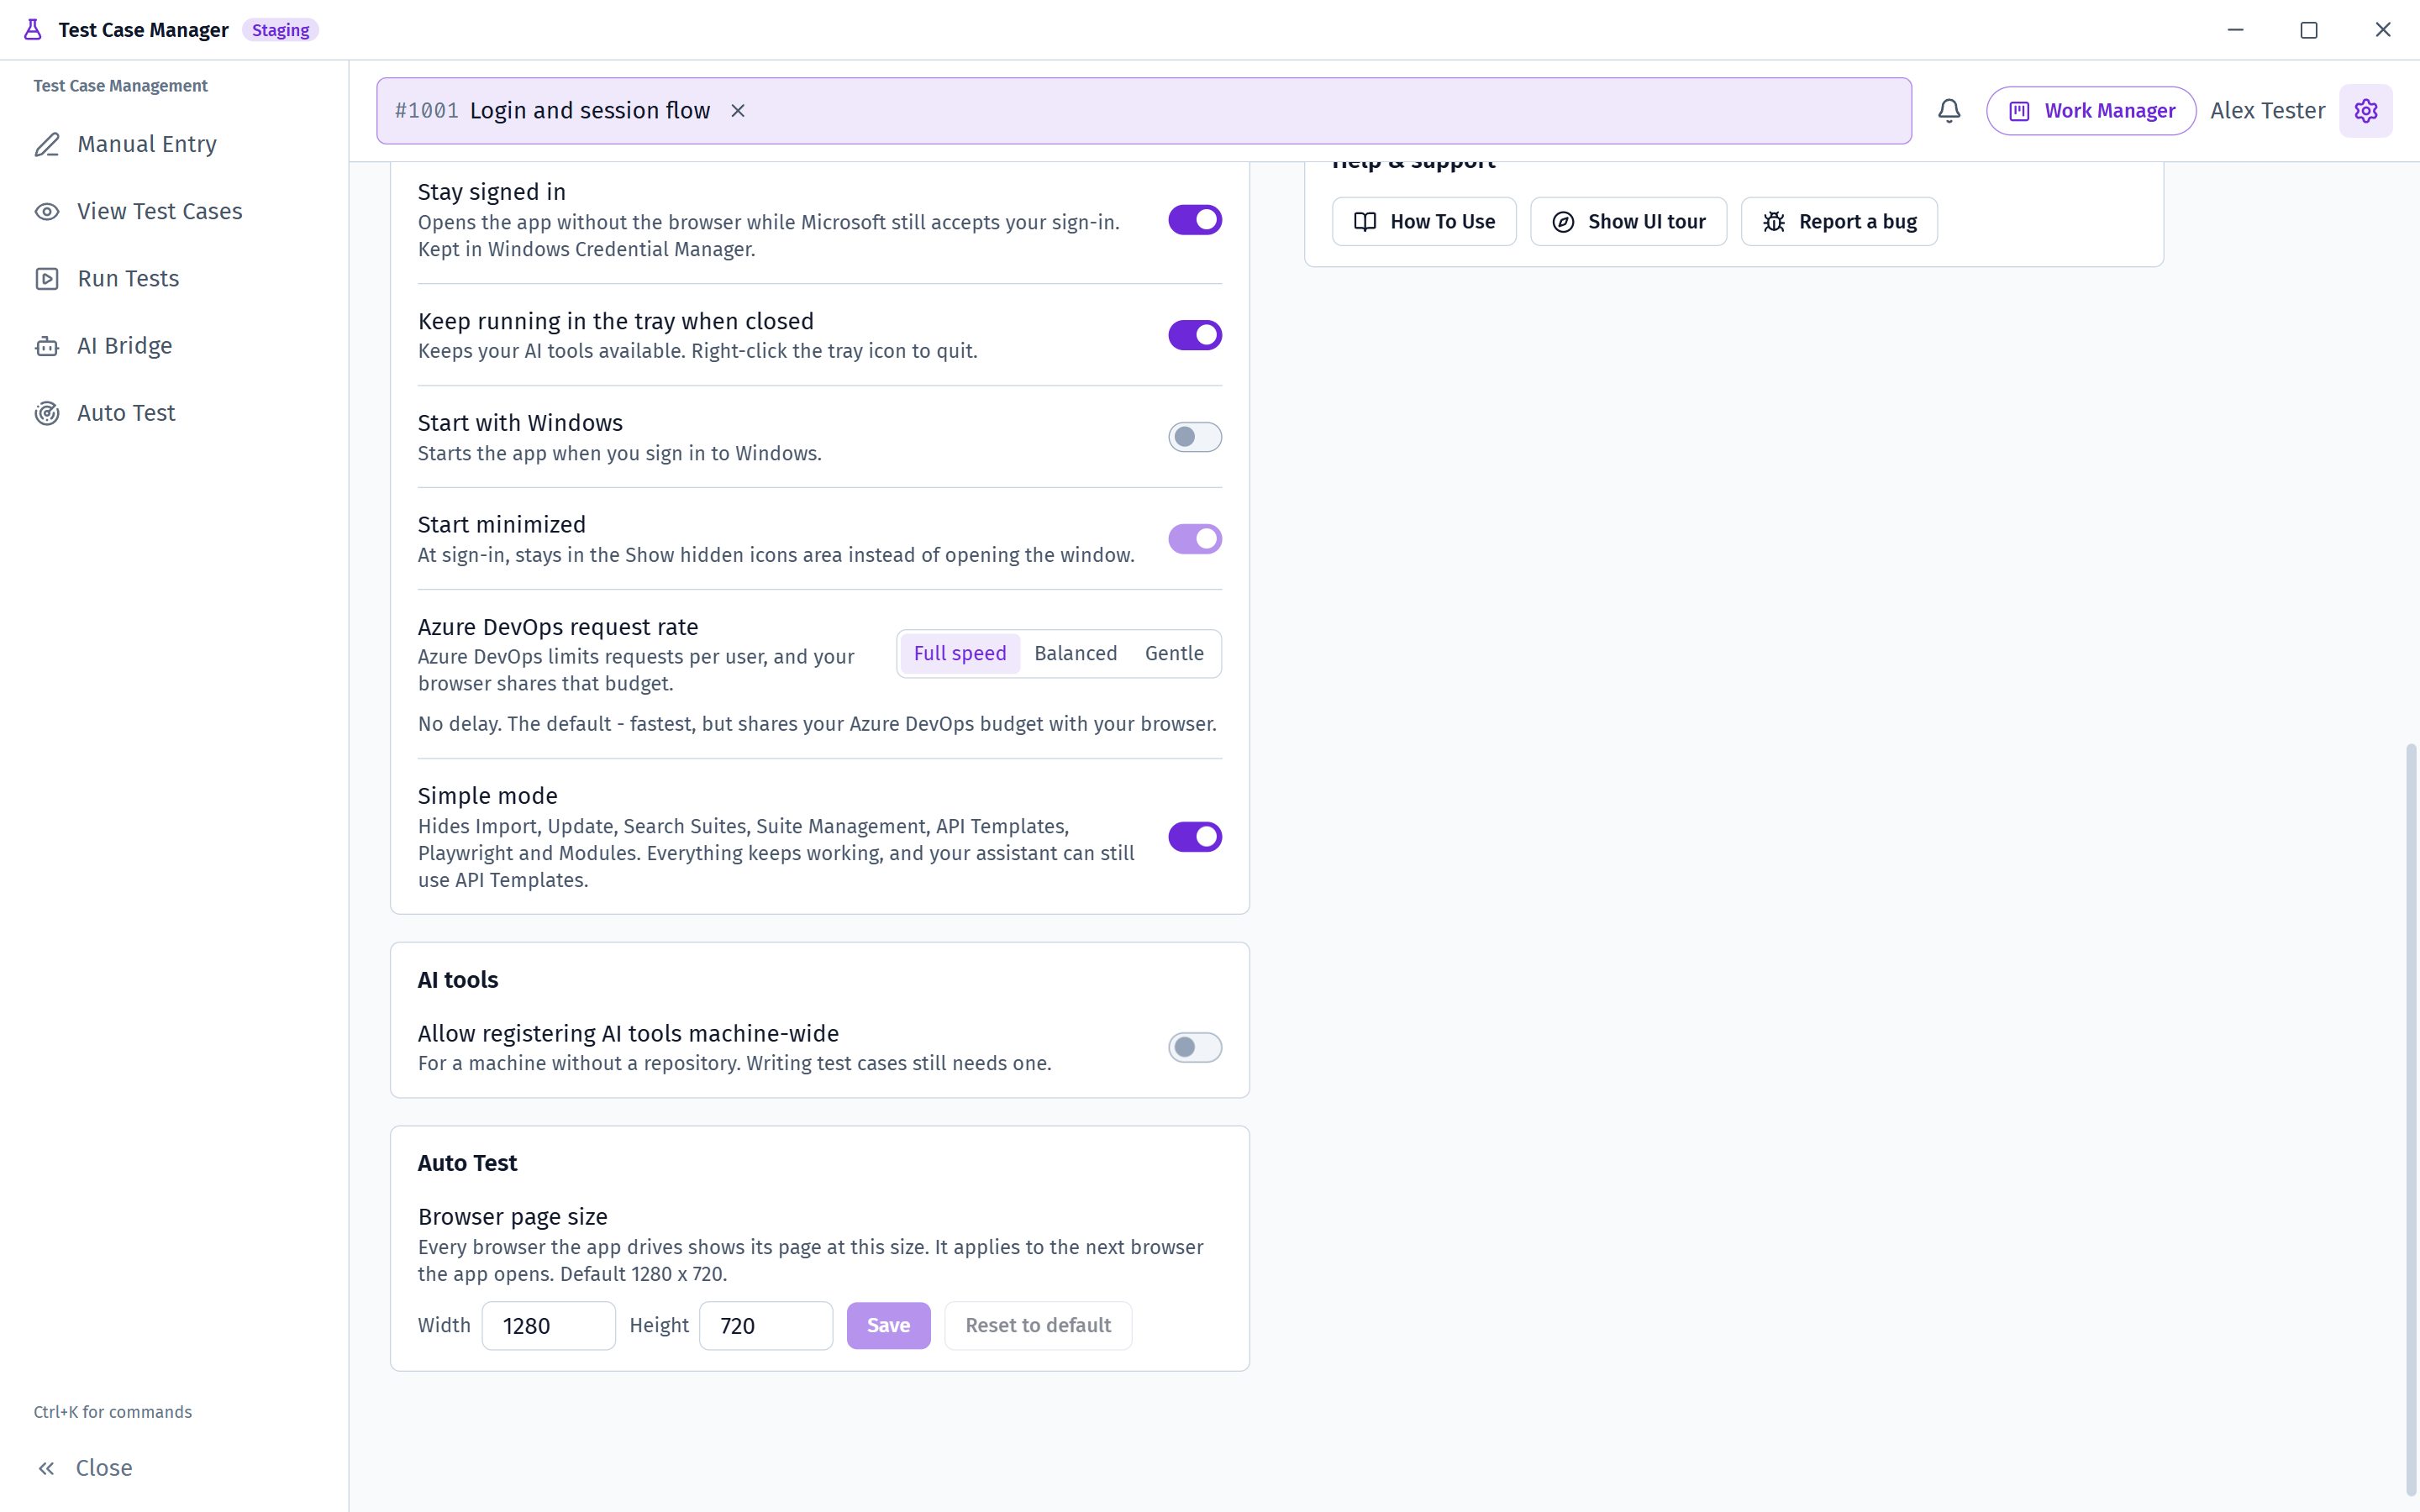 Test Case Manager Staging
Test Case Management
Manual Entry
View Test Cases
Run Tests
AI Bridge
Auto Test
Ctrl+K for commands
Close
#1001 Login and session flow
Work Manager
Alex Tester
Stay signed in
Opens the app without the browser while Microsoft still accepts your sign-in.
Kept in Windows Credential Manager.
Keep running in the tray when closed
Keeps your AI tools available. Right-click the tray icon to quit.
Start with Windows
Starts the app when you sign in to Windows.
Start minimized
At sign-in, stays in the Show hidden icons area instead of opening the window.
Azure DevOps request rate
Azure DevOps limits requests per user, and your
browser shares that budget.
Full speed Balanced Gentle
No delay. The default - fastest, but shares your Azure DevOps budget with your browser.
Simple mode
Hides Import, Update, Search Suites, Suite Management, API Templates,
Playwright and Modules. Everything keeps working, and your assistant can still
use API Templates.
AI tools
Allow registering AI tools machine-wide
For a machine without a repository. Writing test cases still needs one.
Auto Test
Browser page size
Every browser the app drives shows its page at this size. It applies to the next browser
the app opens. Default 1280 x 720.
Width 1280 Height 720 Save Reset to default
Help & support
How To Use Show UI tour Report a bug